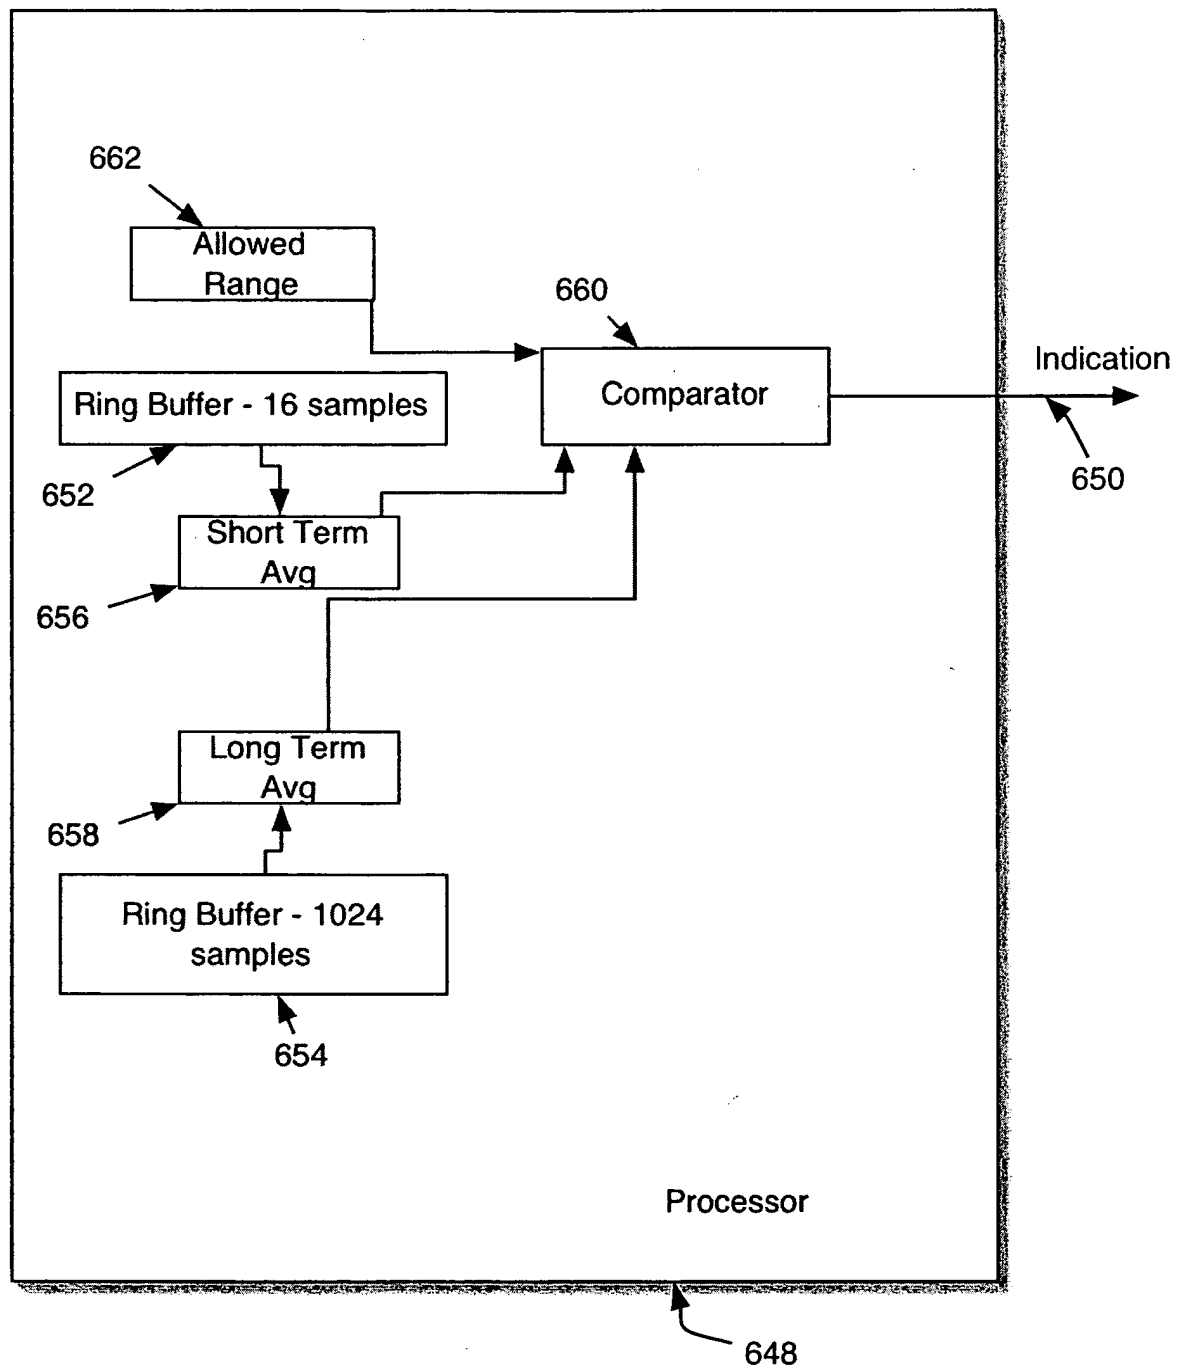 662
Allowed
Range
660
Comparator
Indication
Ring Buffer - 16 samples
652
650
Short Term
Avg
656
Long Term
Avg
658
Ring Buffer - 1024
samples
654
Processor
648